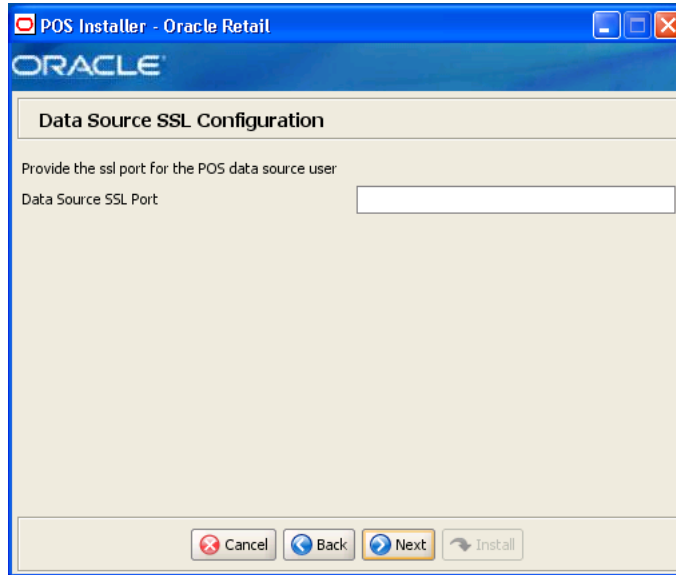 POS Installer - Oracle Retail
ORACLE
Data Source SSL Configuration
Provide the ssl port for the POS data source user
Data Source SSL Port
Cancel Back Next Install